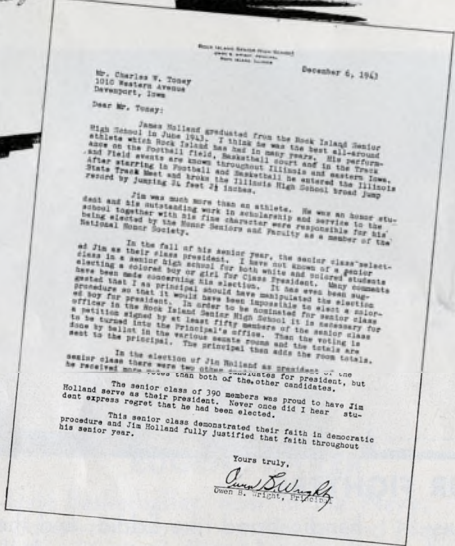 ROCK ISLAND SENIOR HIGH SCHOOL
OWEN B. WRIGHT, PRINCIPAL
ROCK ISLAND, ILLINOIS
December 6, 1943
Mr. Charles W. Toney
1010 Western Avenue
Davenport, Iowa
Dear Mr. Toney:
James Holland graduated from the Rock Island Senior
High School in June 1943. I think he was the best all-around
athlete which Rock Island has had in many years. His perform-
ance on the Football field, Basketball court and in the Track
and Field events are known throughout Illinois and eastern Iowa.
After starring in Football and Basketball he entered the Illinois
State Track Meet and broke the Illinois High School broad Jump
record by jumping 24 feet 2½ inches.
Jim was much more than an athlete. He was an honor stu-
dent and his outstanding work in scholarship and service to the
school together with his fine character were responsible for his
being elected by the Honor Seniors and Faculty as a member of the
National Honor Society.
In the fall of his senior year, the senior class select-
ed Jim as their class president. I have not known of a senior
class in a senior high school for both white and colored students
electing a colored boy or girl for Class President. Many comments
have been made concerning his election. It has even been sug-
gested that I as principal should have manipulated the election
procedure so that it would have been impossible to elect a color-
ed boy for president. In order to be nominated for senior class
officer in the Rock Island Senior High School it is necessary for
a petition signed by at least fifty members of the senior class
to be turned into the Principal's office. Then the voting is
done by ballot in the various senate rooms and the totals are
sent to the principal. The principal then adds the room totals.
In the election of Jim Holland as president of the
senior class there were two other candidates for president, but
he received more votes than both of the other candidates.
The senior class of 390 members was proud to have Jim
Holland serve as their president. Never once did I hear stu-
dent express regret that he had been elected.
This senior class demonstrated their faith in democratic
procedure and Jim Holland fully justified that faith throughout
his senior year.
Yours truly,
Owen B Wright
Owen B. Wright, Principal